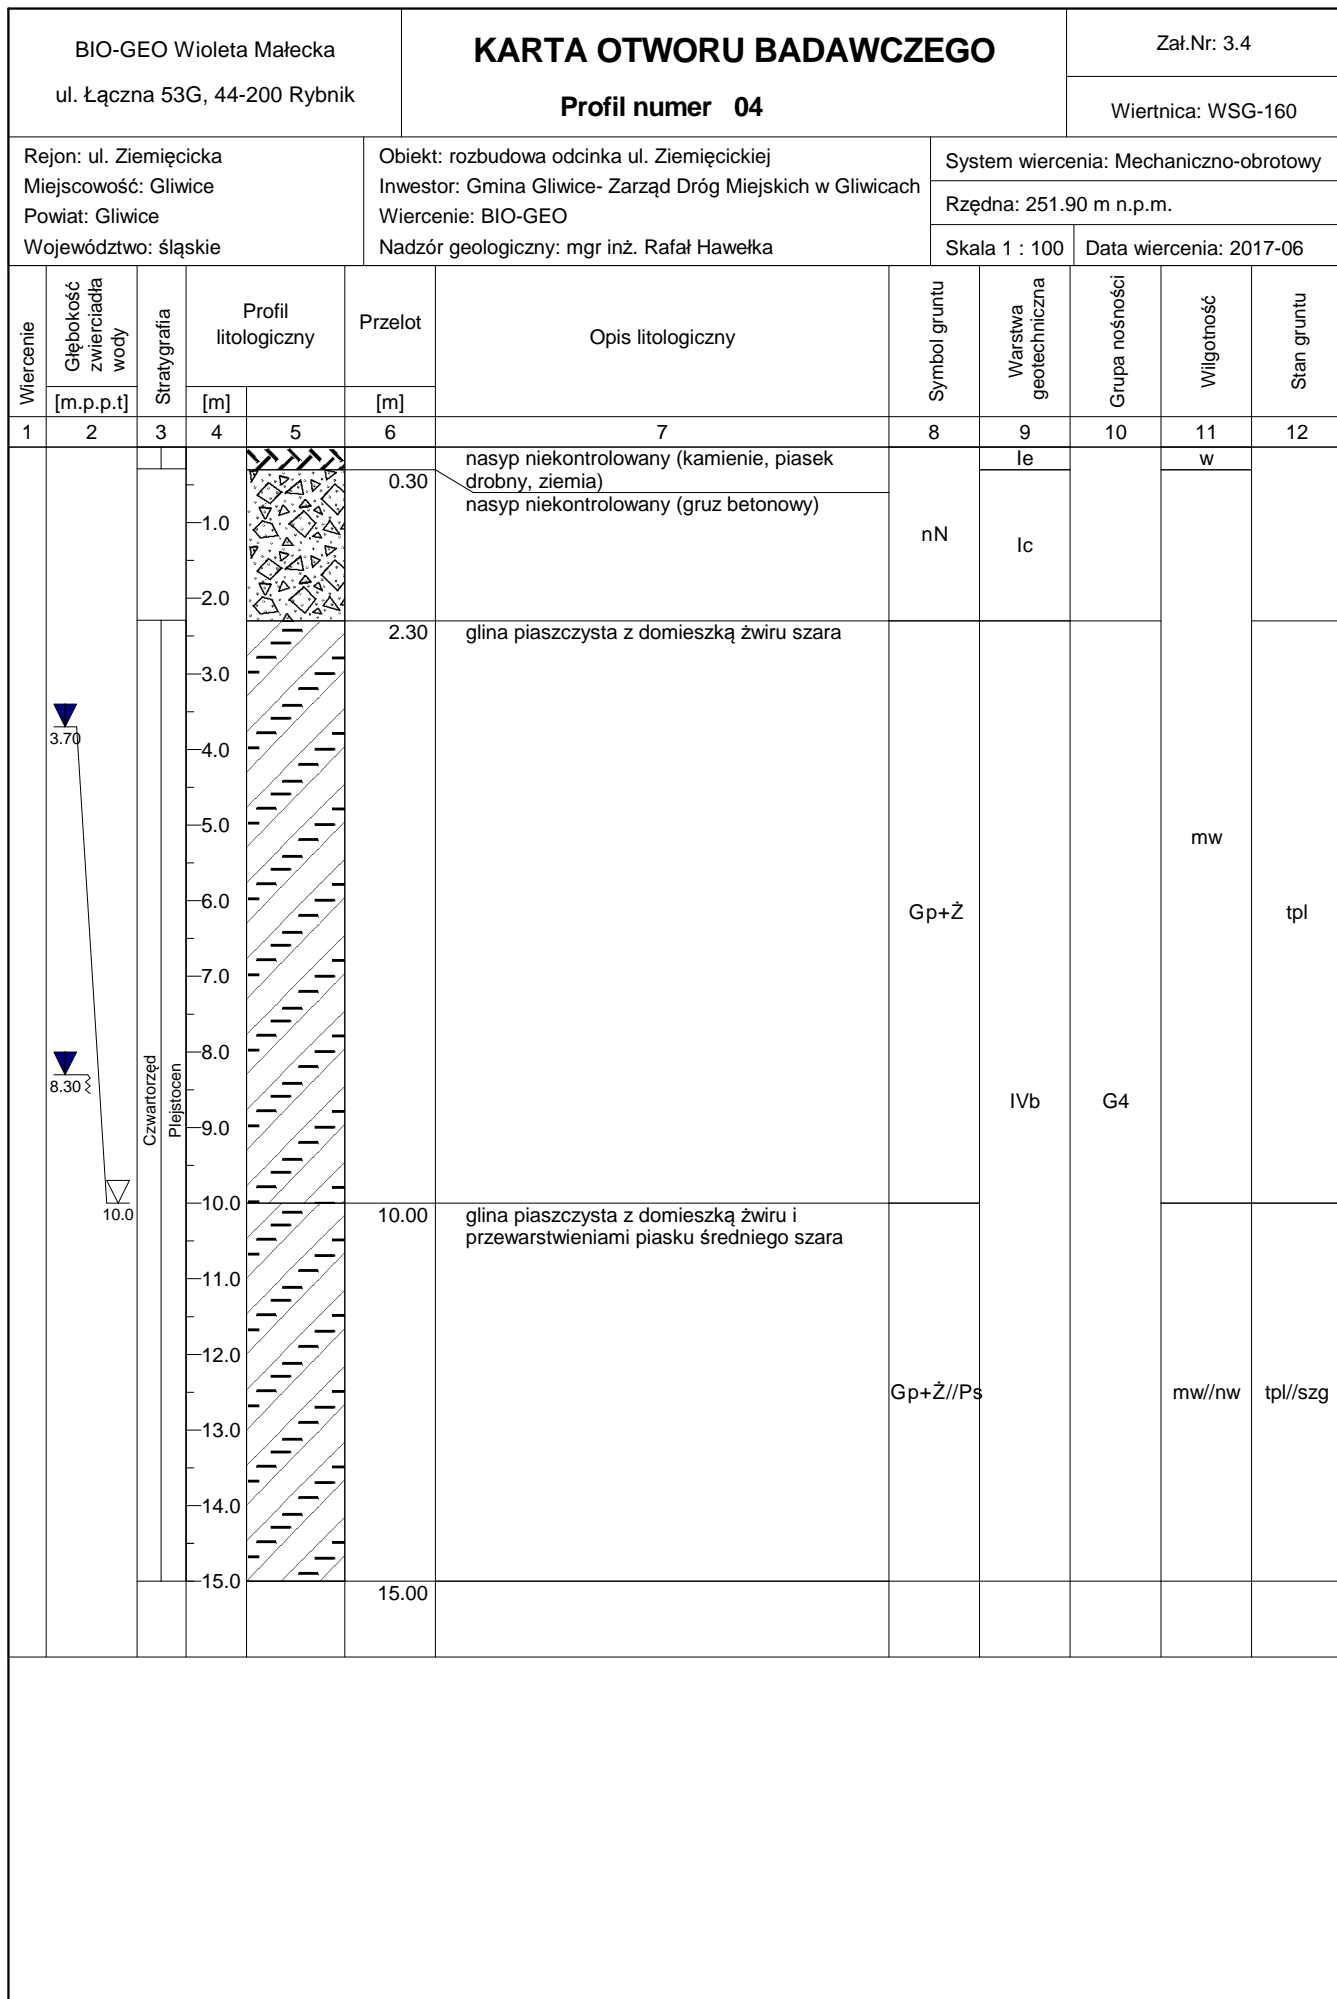 BIO-GEO Wioleta Małecka
ul. Łączna 53G, 44-200 Rybnik
KARTA OTWORU BADAWCZEGO
Profil numer 04
Zał.Nr: 3.4
Wiertnica: WSG-160
Rejon: ul. Ziemięcicka
Miejscowość: Gliwice
Powiat: Gliwice
Województwo: śląskie
Obiekt: rozbudowa odcinka ul. Ziemięcickiej
Inwestor: Gmina Gliwice- Zarząd Dróg Miejskich w Gliwicach
Wiercenie: BIO-GEO
Nadzór geologiczny: mgr inż. Rafał Hawełka
System wiercenia: Mechaniczno-obrotowy
Rzędna: 251.90 m n.p.m.
Skala 1 : 100
Data wiercenia: 2017-06
Wiercenie
Głębokość
zwierciadła
wody
[m.p.p.t]
Stratygrafia
Profil
litologiczny
[m]
Przelot
[m]
Opis litologiczny
Symbol gruntu
Warstwa
geotechniczna
Grupa nośności
Wilgotność
Stan gruntu
1 2 3 4 5 6 7 8 9 10 11 12
nasyp niekontrolowany (kamienie, piasek
drobny, ziemia)
Ie
w
0.30
nasyp niekontrolowany (gruz betonowy)
nN
Ic
1.0
2.0
2.30
glina piaszczysta z domieszką żwiru szara
3.0
3.70
4.0
5.0
mw
6.0
Gp+Ż
tpl
7.0
8.0
8.30
Czwartorzęd
Plejstocen
IVb
G4
9.0
10.0
10.0
10.00
glina piaszczysta z domieszką żwiru i
przewarstwieniami piasku średniego szara
11.0
12.0
Gp+Ż//Ps
mw//nw
tpl//szg
13.0
14.0
15.0
15.00